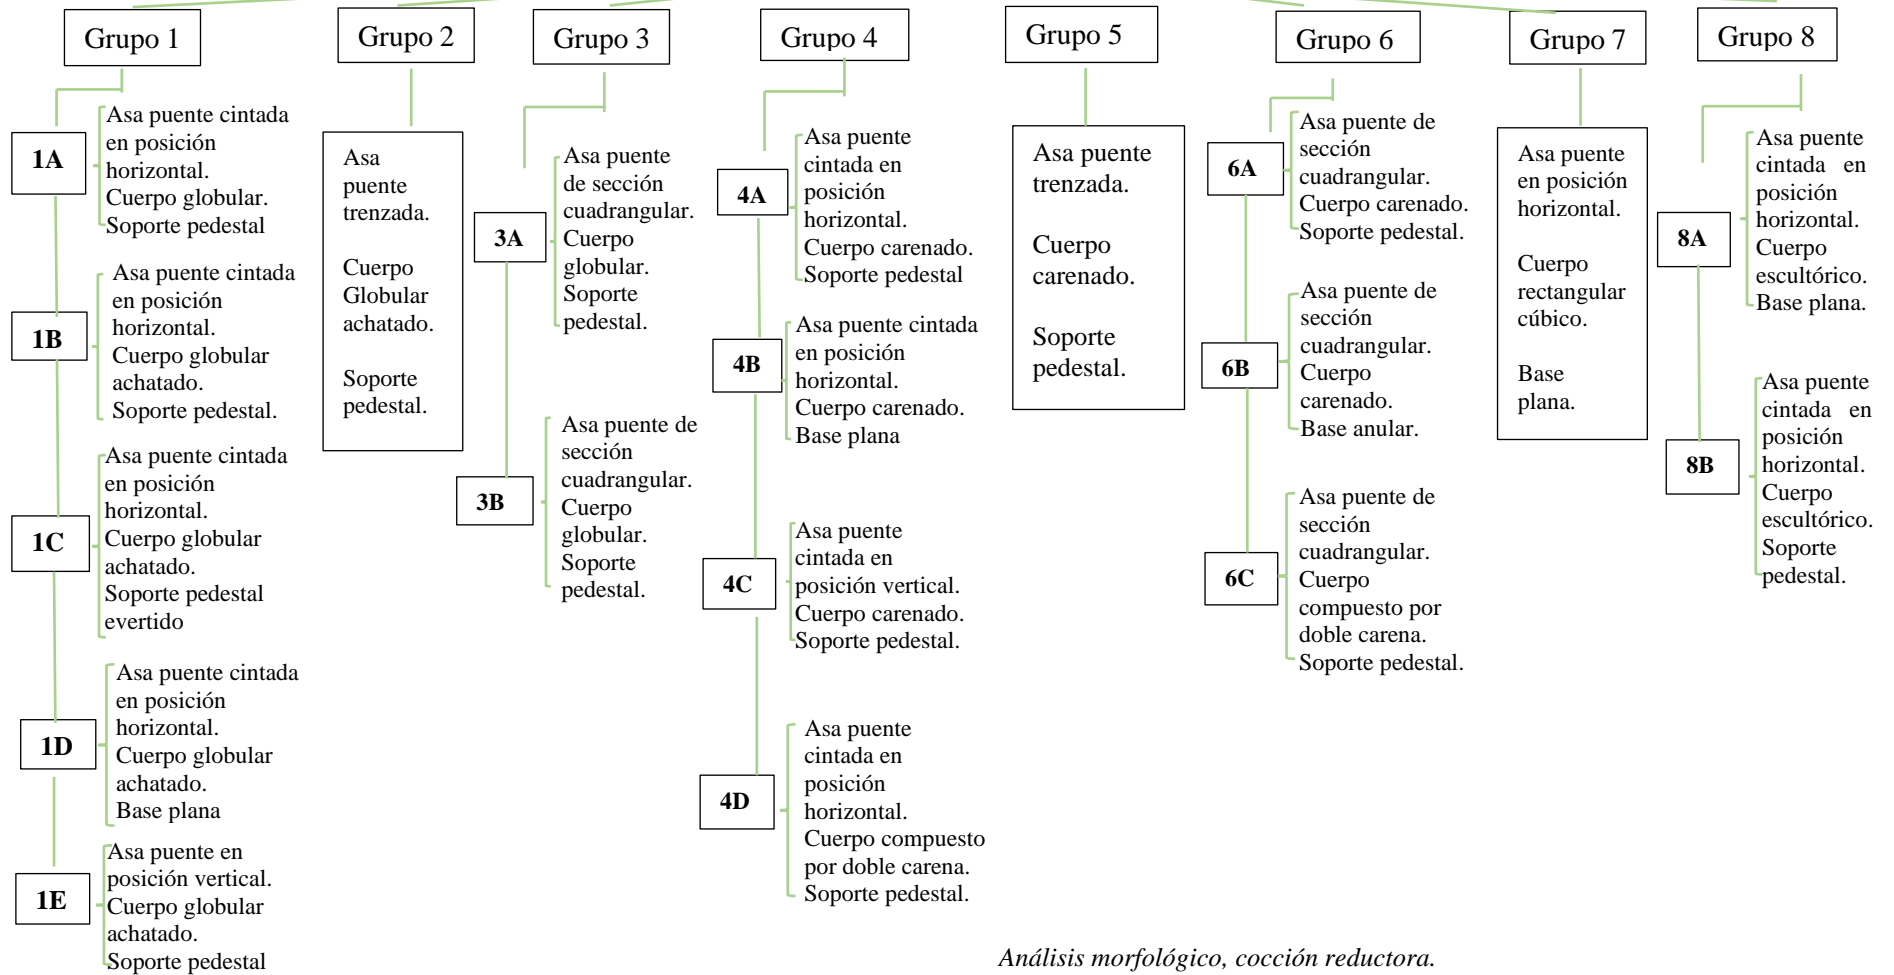 Grupo 1
1A
Asa puente cintada
en posición
horizontal.
Cuerpo globular.
Soporte pedestal
1B
Asa puente cintada
en posición
horizontal.
Cuerpo globular
achatado.
Soporte pedestal.
1C
Asa puente cintada
en posición
horizontal.
Cuerpo globular
achatado.
Soporte pedestal
evertido
1D
Asa puente cintada
en posición
horizontal.
Cuerpo globular
achatado.
Base plana
1E
Asa puente en
posición vertical.
Cuerpo globular
achatado.
Soporte pedestal
Grupo 2
Asa
puente
trenzada.
Cuerpo
Globular
achatado.
Soporte
pedestal.
Grupo 3
3A
Asa puente
de sección
cuadrangular.
Cuerpo
globular.
Soporte
pedestal.
3B
Asa puente de
sección
cuadrangular.
Cuerpo
globular.
Soporte
pedestal.
Grupo 4
4A
Asa puente
cintada en
posición
horizontal.
Cuerpo carenado.
Soporte pedestal
4B
Asa puente cintada
en posición
horizontal.
Cuerpo carenado.
Base plana
4C
Asa puente
cintada en
posición vertical.
Cuerpo carenado.
Soporte pedestal.
4D
Asa puente
cintada en
posición
horizontal.
Cuerpo compuesto
por doble carena.
Soporte pedestal.
Grupo 5
Asa puente
trenzada.
Cuerpo
carenado.
Soporte
pedestal.
Grupo 6
6A
Asa puente de
sección
cuadrangular.
Cuerpo carenado.
Soporte pedestal.
6B
Asa puente de
sección
cuadrangular.
Cuerpo
carenado.
Base anular.
6C
Asa puente de
sección
cuadrangular.
Cuerpo
compuesto por
doble carena.
Soporte pedestal.
Grupo 7
Asa puente
en posición
horizontal.
Cuerpo
rectangular
cúbico.
Base
plana.
Grupo 8
8A
Asa puente
cintada en
posición
horizontal.
Cuerpo
escultórico.
Base plana.
8B
Asa puente
cintada en
posición
horizontal.
Cuerpo
escultórico.
Soporte
pedestal.
Análisis morfológico, cocción reductora.